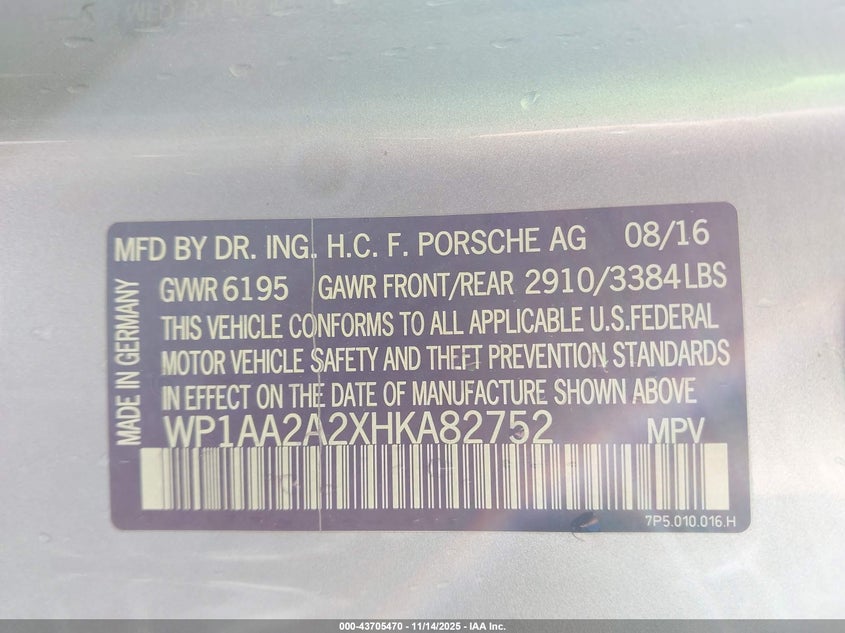 MFD BY DR. ING. H.C. F. PORSCHE AG 08/16
GVWR 6195 GAWR FRONT/REAR 2910/3384 LBS
THIS VEHICLE CONFORMS TO ALL APPLICABLE U.S.FEDERAL
MOTOR VEHICLE SAFETY AND THEFT PREVENTION STANDARDS
IN EFFECT ON THE DATE OF MANUFACTURE SHOWN ABOVE
WP1AA2A2XHKA82752 MPV
MADE IN GERMANY
7P5.010.016.H
000-43705470 - 11/14/2025 - IAA Inc.